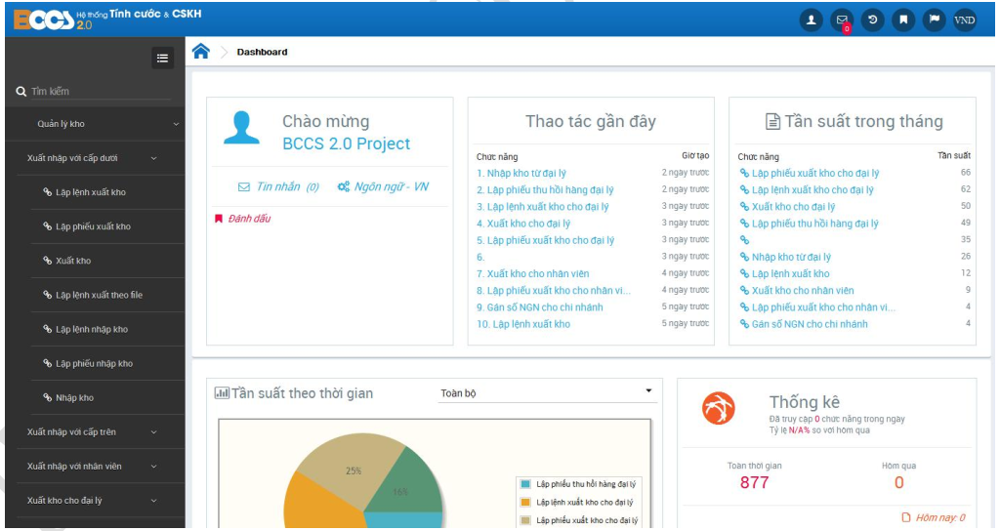 ECCS 2.0 Hệ thống Tính cước & CSKH
0
VND
Dashboard
Tìm kiếm
Quản lý kho
Xuất nhập với cấp dưới
Lập lệnh xuất kho
Lập phiếu xuất kho
Xuất kho
Lập lệnh xuất theo file
Lập lệnh nhập kho
Lập phiếu nhập kho
Nhập kho
Xuất nhập với cấp trên
Xuất nhập với nhân viên
Xuất kho cho đại lý
Chào mừng
BCCS 2.0 Project
Tin nhắn (0) Ngôn ngữ - VN
Đánh dấu
Thao tác gần đây
Chức năng Giờ tạo
1. Nhập kho từ đại lý 2 ngày trước
2. Lập phiếu thu hồi hàng đại lý 2 ngày trước
3. Lập lệnh xuất kho cho đại lý 3 ngày trước
4. Xuất kho cho đại lý 3 ngày trước
5. Lập phiếu xuất kho cho đại lý 3 ngày trước
6. 3 ngày trước
7. Xuất kho cho nhân viên 4 ngày trước
8. Lập phiếu xuất kho cho nhân vi... 4 ngày trước
9. Gán số NGN cho chi nhánh 5 ngày trước
10. Lập lệnh xuất kho 5 ngày trước
Tần suất trong tháng
Chức năng Tần suất
Lập phiếu xuất kho cho đại lý 66
Lập lệnh xuất kho cho đại lý 62
Xuất kho cho đại lý 50
Lập phiếu thu hồi hàng đại lý 49
35
Nhập kho từ đại lý 26
Lập lệnh xuất kho 12
Xuất kho cho nhân viên 9
Lập phiếu xuất kho cho nhân vi... 4
Gán số NGN cho chi nhánh 4
Tần suất theo thời gian Toàn bộ
25%
16%
Lập phiếu thu hồi hàng đại lý
Lập lệnh xuất kho cho đại lý
Lập phiếu xuất kho cho đại lý
Thống kê
Đã truy cập 0 chức năng trong ngày
Tỷ lệ N/A% so với hôm qua
Toàn thời gian Hôm qua
877 0
Hôm nay: 0